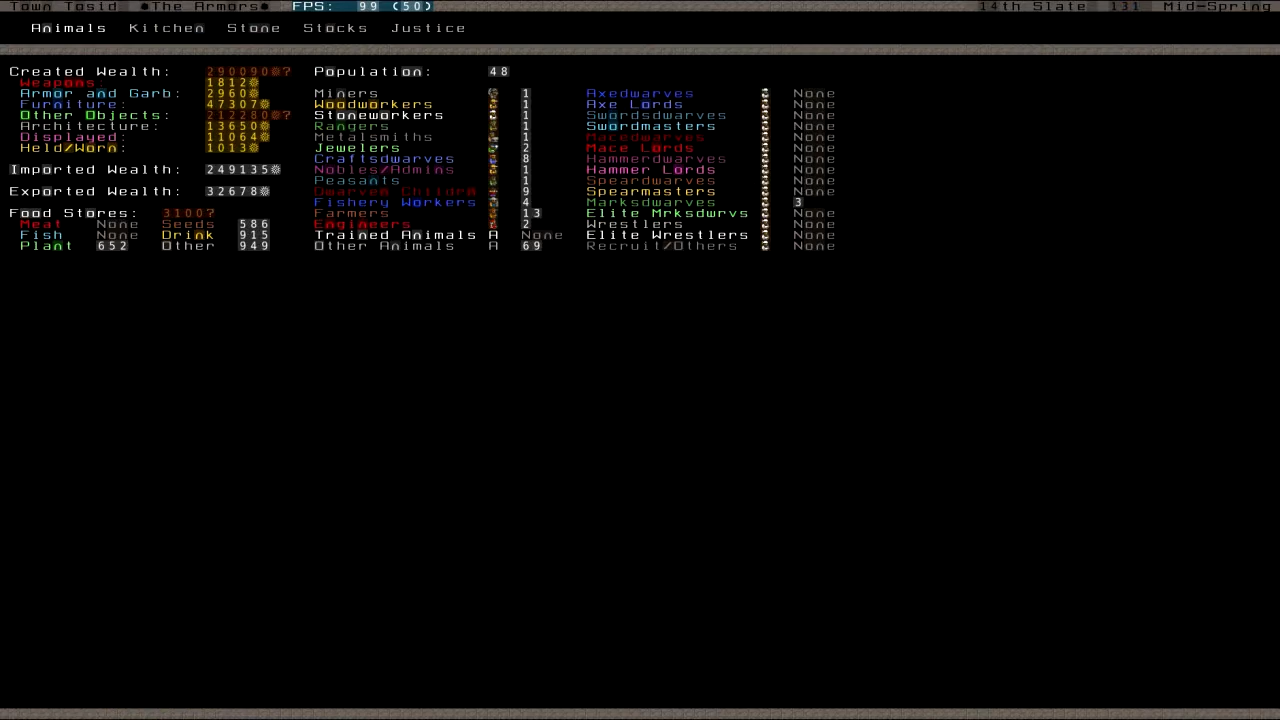 Town Tosid *The Armors* FPS: 99 (50) 14th Slate 131 Mid-Spring
Animals Kitchen Stone Stocks Justice
Created Wealth: 290090☼? Population: 48
Weapons: 1812☼
Armor and Garb: 2960☼ Miners 1 Axedwarves None
Furniture: 47307☼ Woodworkers 1 Axe Lords None
Other Objects: 212280☼? Stoneworkers 1 Swordsdwarves None
Architecture: 13650☼ Rangers 1 Swordmasters None
Displayed: 11064☼ Metalsmiths 1 Macedwarves None
Held/Worn: 1013☼ Jewelers 2 Mace Lords None
Craftsdwarves 8 Hammerdwarves None
Imported Wealth: 249135☼ Nobles/Admins 1 Hammer Lords None
Peasants 1 Speardwarves None
Exported Wealth: 32678☼ Dwarven Childrn 9 Spearmasters None
Fishery Workers 4 Marksdwarves 3
Food Stores: 3100? Farmers 13 Elite Mrksdwrvs None
Meat None Seeds 586 Engineers 2 Wrestlers None
Fish None Drink 915 Trained Animals A None Elite Wrestlers None
Plant 652 Other 949 Other Animals A 69 Recruit/Others None